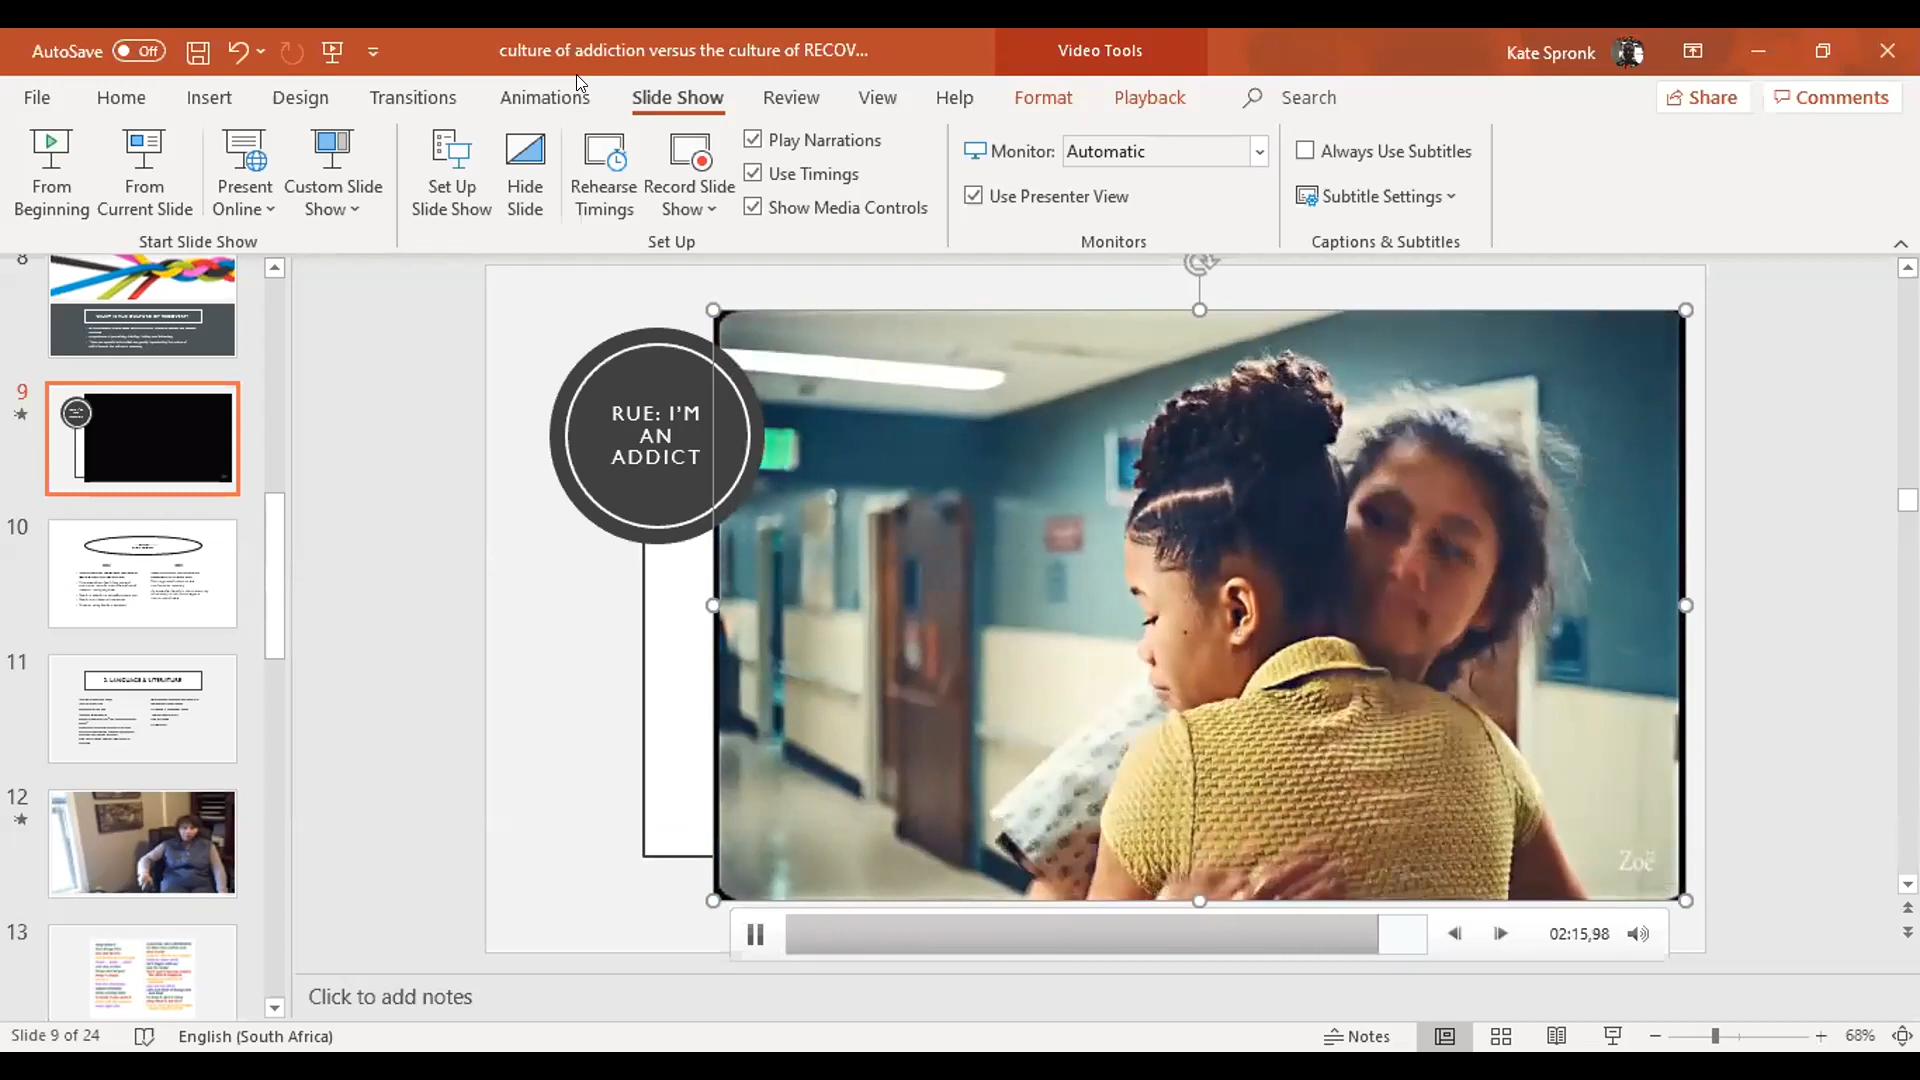 AutoSave Off culture of addiction versus the culture of RECOV... Video Tools Kate Spronk
File Home Insert Design Transitions Animations Slide Show Review View Help Format Playback Search Share Comments
From Beginning
From Current Slide
Present Online
Custom Slide Show
Set Up Slide Show
Hide Slide
Rehearse Timings
Record Slide Show
Play Narrations
Use Timings
Show Media Controls
Monitor: Automatic
Use Presenter View
Always Use Subtitles
Subtitle Settings
Start Slide Show Set Up Monitors Captions & Subtitles
8
9
10
11
2. LANGUAGE & LITERATURE
12
13
RUE: I'M
AN
ADDICT
Zoë
02:15,98
Click to add notes
Slide 9 of 24 English (South Africa) Notes 68%